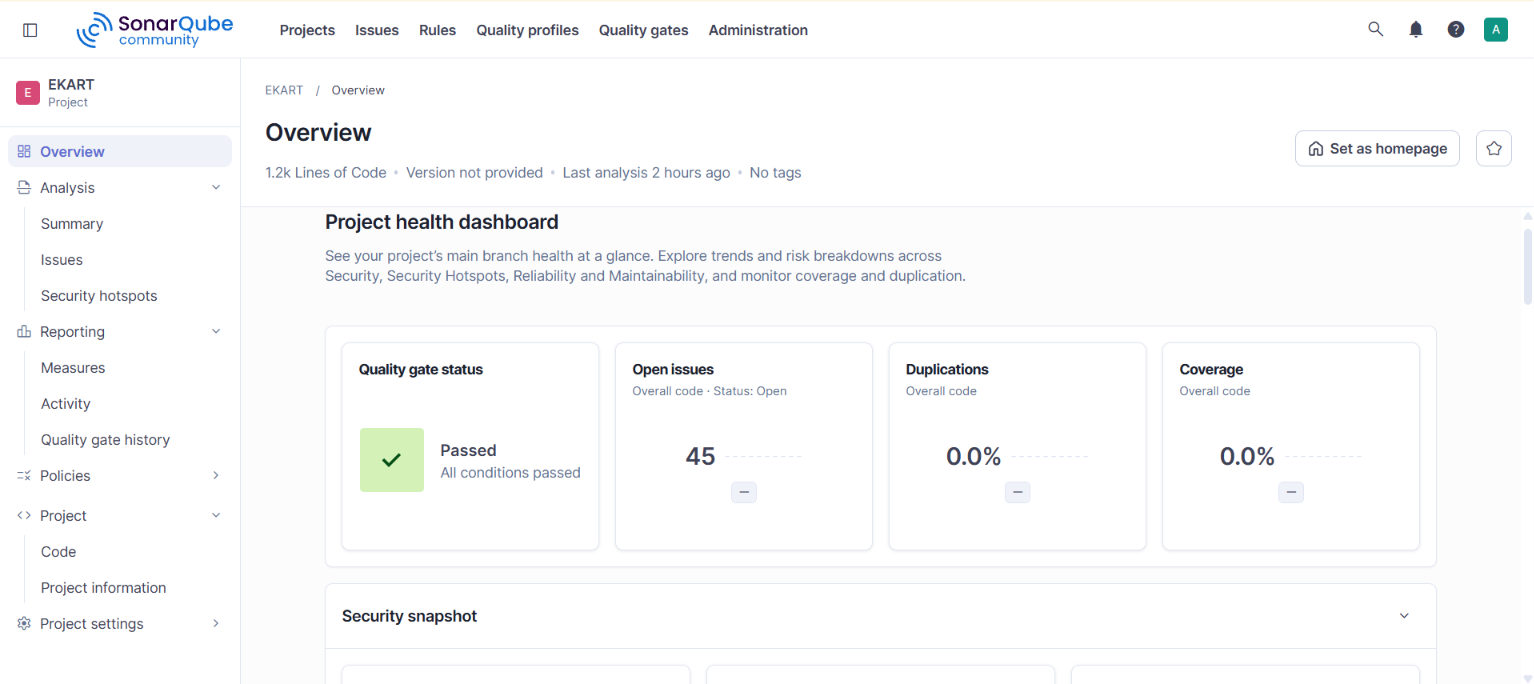 SonarQube
community
Projects
Issues
Rules
Quality profiles
Quality gates
Administration
?
A
E
EKART
Project
Overview
Analysis
Summary
Issues
Security hotspots
Reporting
Measures
Activity
Quality gate history
Policies
Project
Code
Project information
Project settings
EKART / Overview
Overview
1.2k Lines of Code • Version not provided • Last analysis 2 hours ago • No tags
Set as homepage
Project health dashboard
See your project's main branch health at a glance. Explore trends and risk breakdowns across
Security, Security Hotspots, Reliability and Maintainability, and monitor coverage and duplication.
Quality gate status
Passed
All conditions passed
Open issues
Overall code · Status: Open
45
Duplications
Overall code
0.0%
Coverage
Overall code
0.0%
Security snapshot